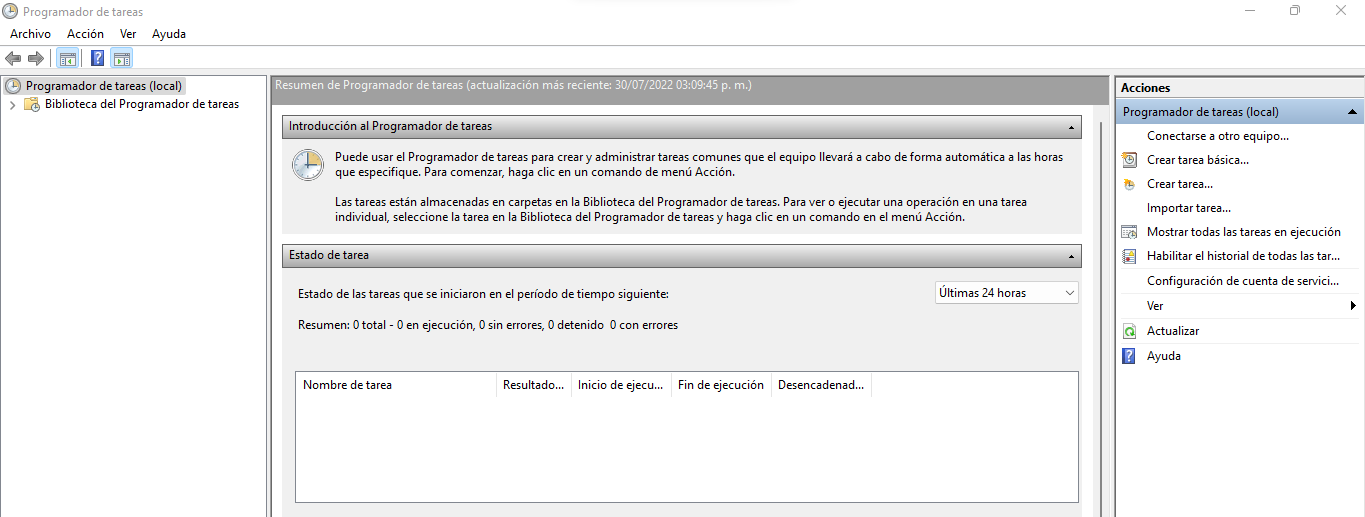 Programador de tareas
Archivo Acción Ver Ayuda
Programador de tareas (local)
Biblioteca del Programador de tareas
Resumen de Programador de tareas (actualización más reciente: 30/07/2022 03:09:45 p. m.)
Introducción al Programador de tareas
Puede usar el Programador de tareas para crear y administrar tareas comunes que el equipo llevará a cabo de forma automática a las horas
que especifique. Para comenzar, haga clic en un comando de menú Acción.
Las tareas están almacenadas en carpetas en la Biblioteca del Programador de tareas. Para ver o ejecutar una operación en una tarea
individual, seleccione la tarea en la Biblioteca del Programador de tareas y haga clic en un comando en el menú Acción.
Estado de tarea
Estado de las tareas que se iniciaron en el período de tiempo siguiente:
Últimas 24 horas
Resumen: 0 total - 0 en ejecución, 0 sin errores, 0 detenido 0 con errores
Nombre de tarea Resultado... Inicio de ejecu... Fin de ejecución Desencadenad...
Acciones
Programador de tareas (local)
Conectarse a otro equipo...
Crear tarea básica...
Crear tarea...
Importar tarea...
Mostrar todas las tareas en ejecución
Habilitar el historial de todas las tar...
Configuración de cuenta de servici...
Ver
Actualizar
Ayuda